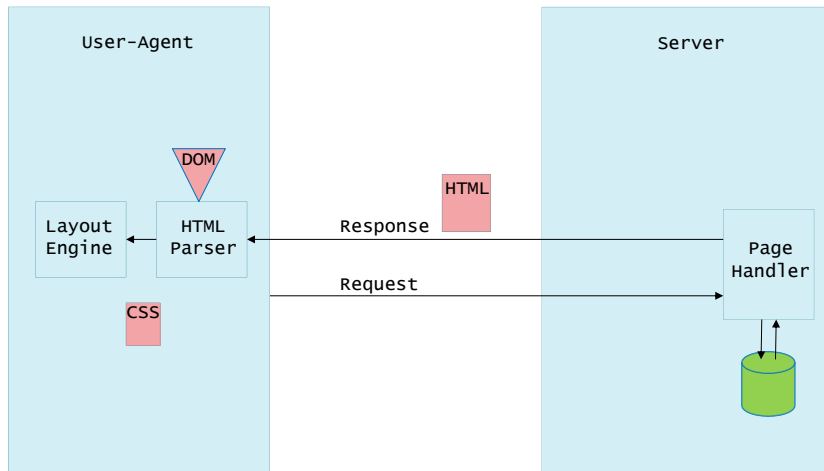 User-Agent
Server
DOM
HTML
Layout
Engine
HTML
Parser
Response
Page
Handler
Request
CSS